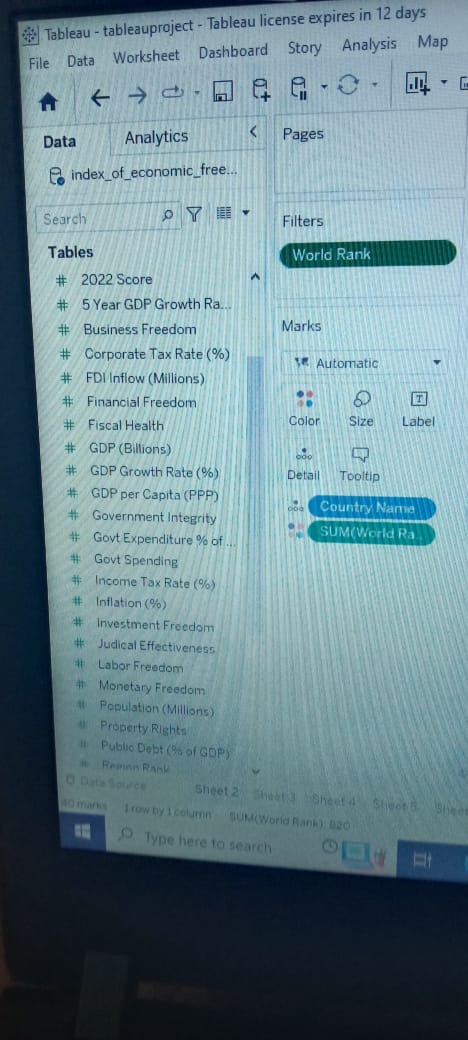 Tableau - tableauproject - Tableau license expires in 12 days
File Data Worksheet Dashboard Story Analysis Map
Data Analytics
index_of_economic_free...
Search
Tables
# 2022 Score
# 5 Year GDP Growth Ra...
# Business Freedom
# Corporate Tax Rate (%)
# FDI Inflow (Millions)
# Financial Freedom
# Fiscal Health
# GDP (Billions)
# GDP Growth Rate (%)
# GDP per Capita (PPP)
# Government Integrity
# Govt Expenditure % of ...
# Govt Spending
# Income Tax Rate (%)
# Inflation (%)
# Investment Freedom
# Judical Effectiveness
# Labor Freedom
# Monetary Freedom
# Population (Millions)
# Property Rights
# Public Debt (% of GDP)
# Region Rank
Pages
Filters
World Rank
Marks
Automatic
Color Size Label
Detail Tooltip
Country Name
SUM(World Ra..
Data Source Sheet 2 Sheet 3 Sheet 4 Sheet 5 Shee
40 marks 1 row by 1 column SUM(World Rank): 820
Type here to search